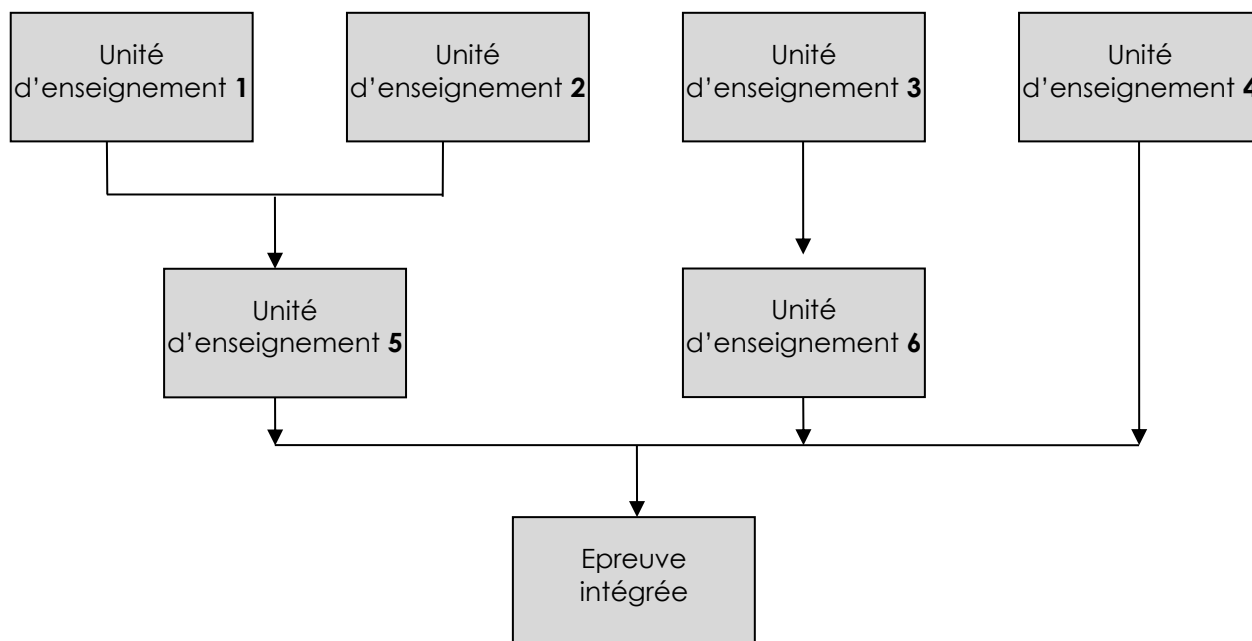 Unité
d’enseignement 1
Unité
d’enseignement 2
Unité
d’enseignement 3
Unité
d’enseignement 4
Unité
d’enseignement 5
Unité
d’enseignement 6
Epreuve
intégrée